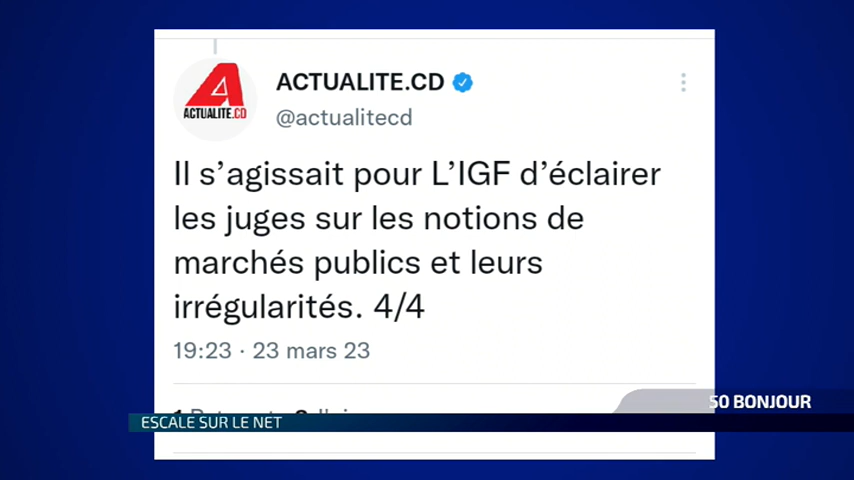 ACTUALITE.CD
ACTUALITE.CD
@actualitecd
Il s’agissait pour L’IGF d’éclairer
les juges sur les notions de
marchés publics et leurs
irrégularités. 4/4
19:23 · 23 mars 23
50 BONJOUR
ESCALE SUR LE NET